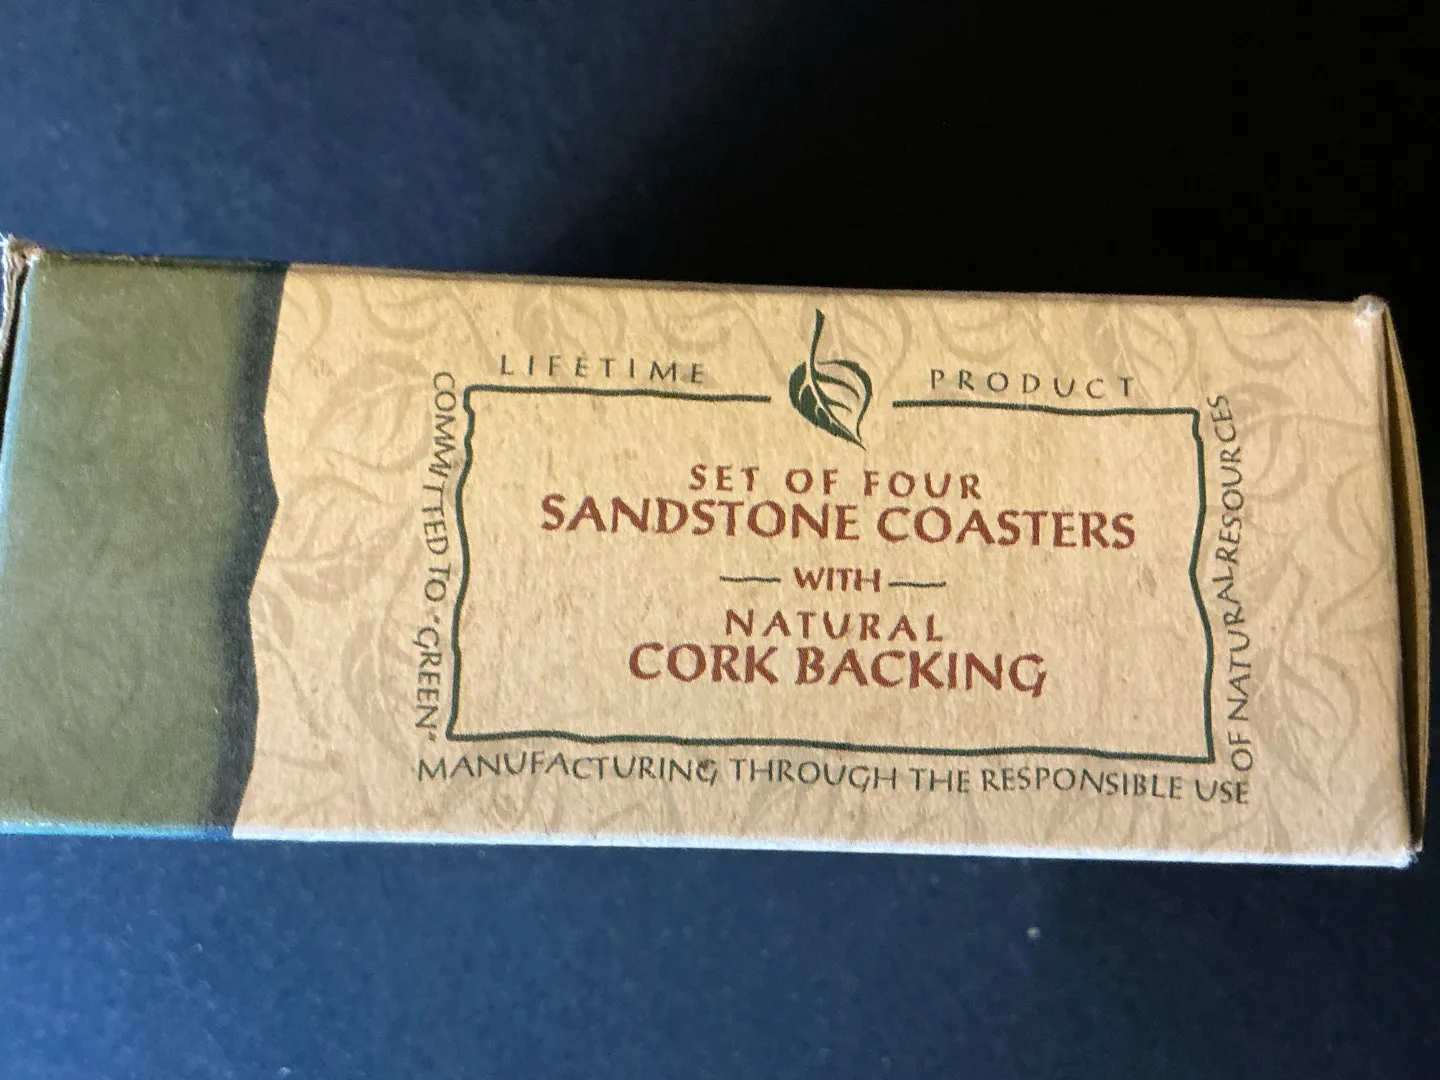 LIFETIME PRODUCT
SET OF FOUR
SANDSTONE COASTERS
WITH
NATURAL
CORK BACKING
COMMITTED TO "GREEN"
MANUFACTURING THROUGH THE RESPONSIBLE USE
OF NATURAL RESOURCES